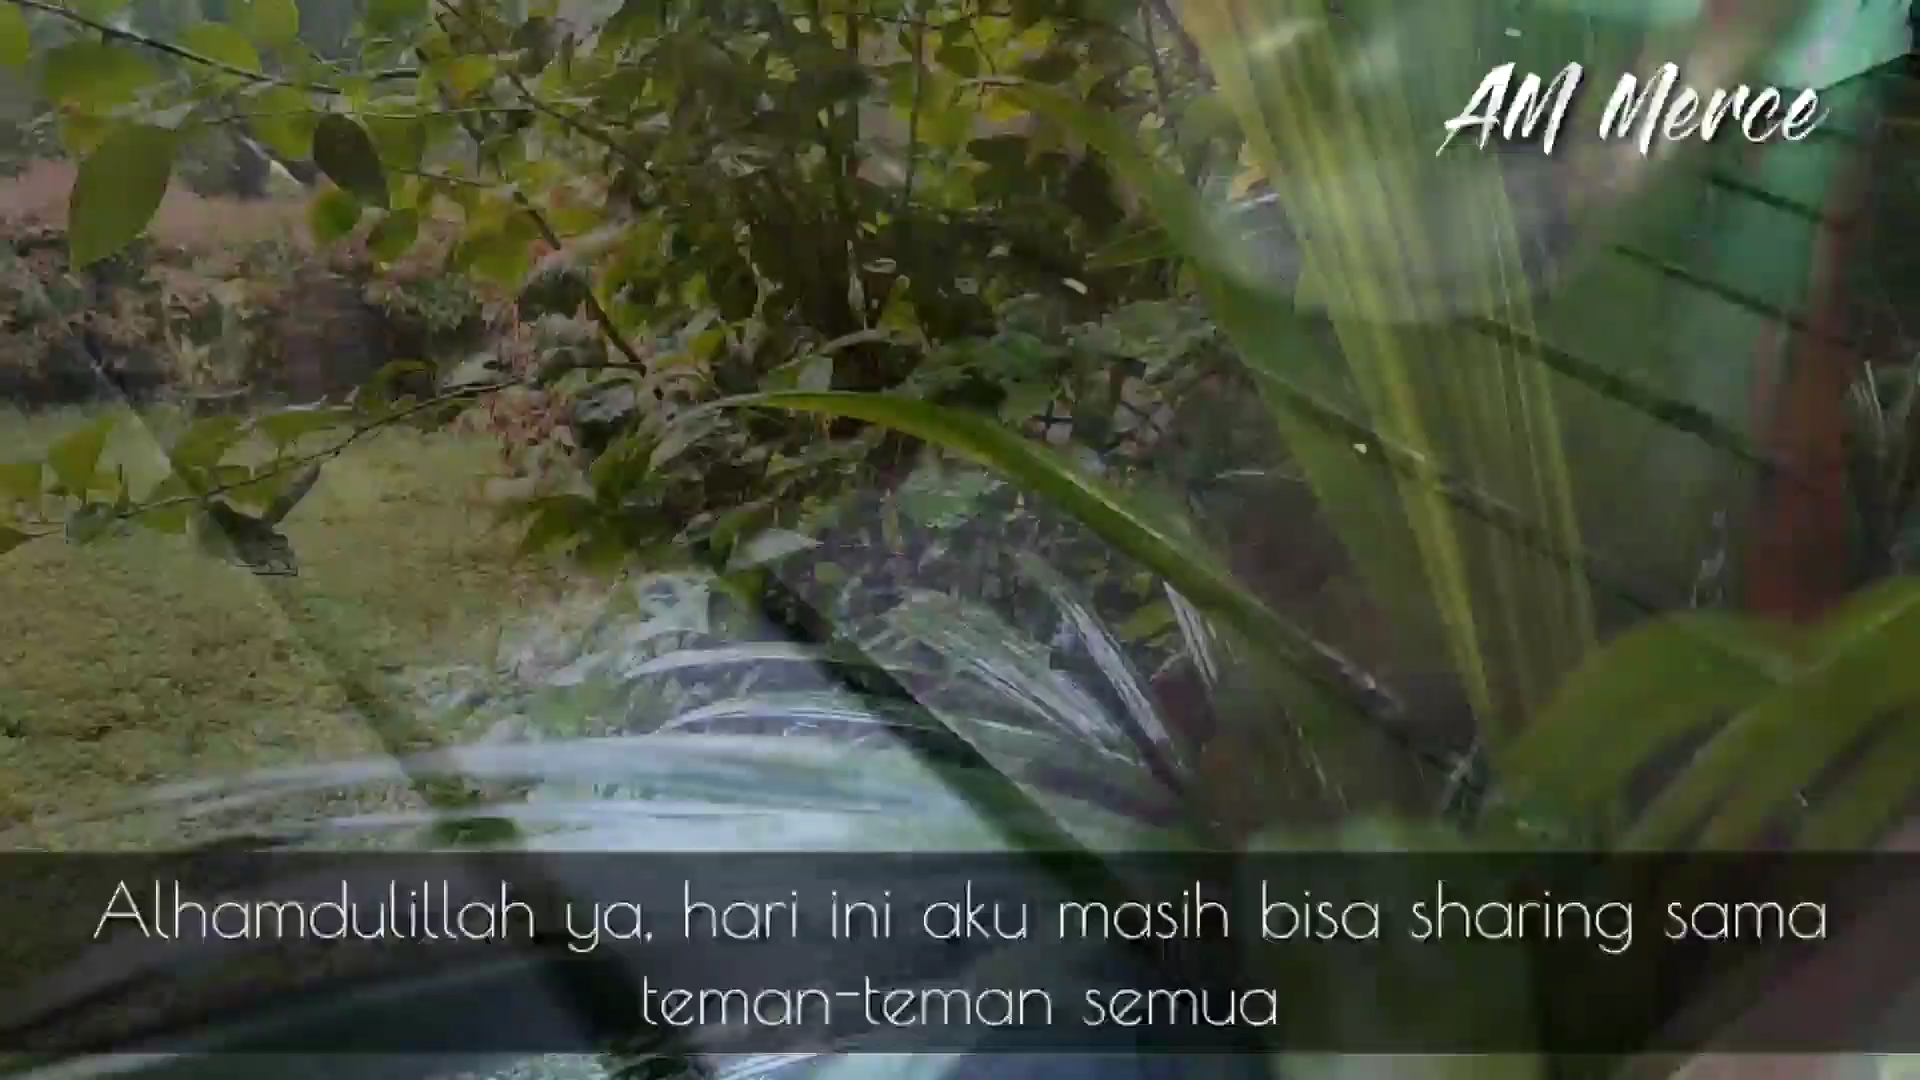 AM Merce
Alhamdulillah ya, hari ini aku masih bisa sharing sama
teman-teman semua